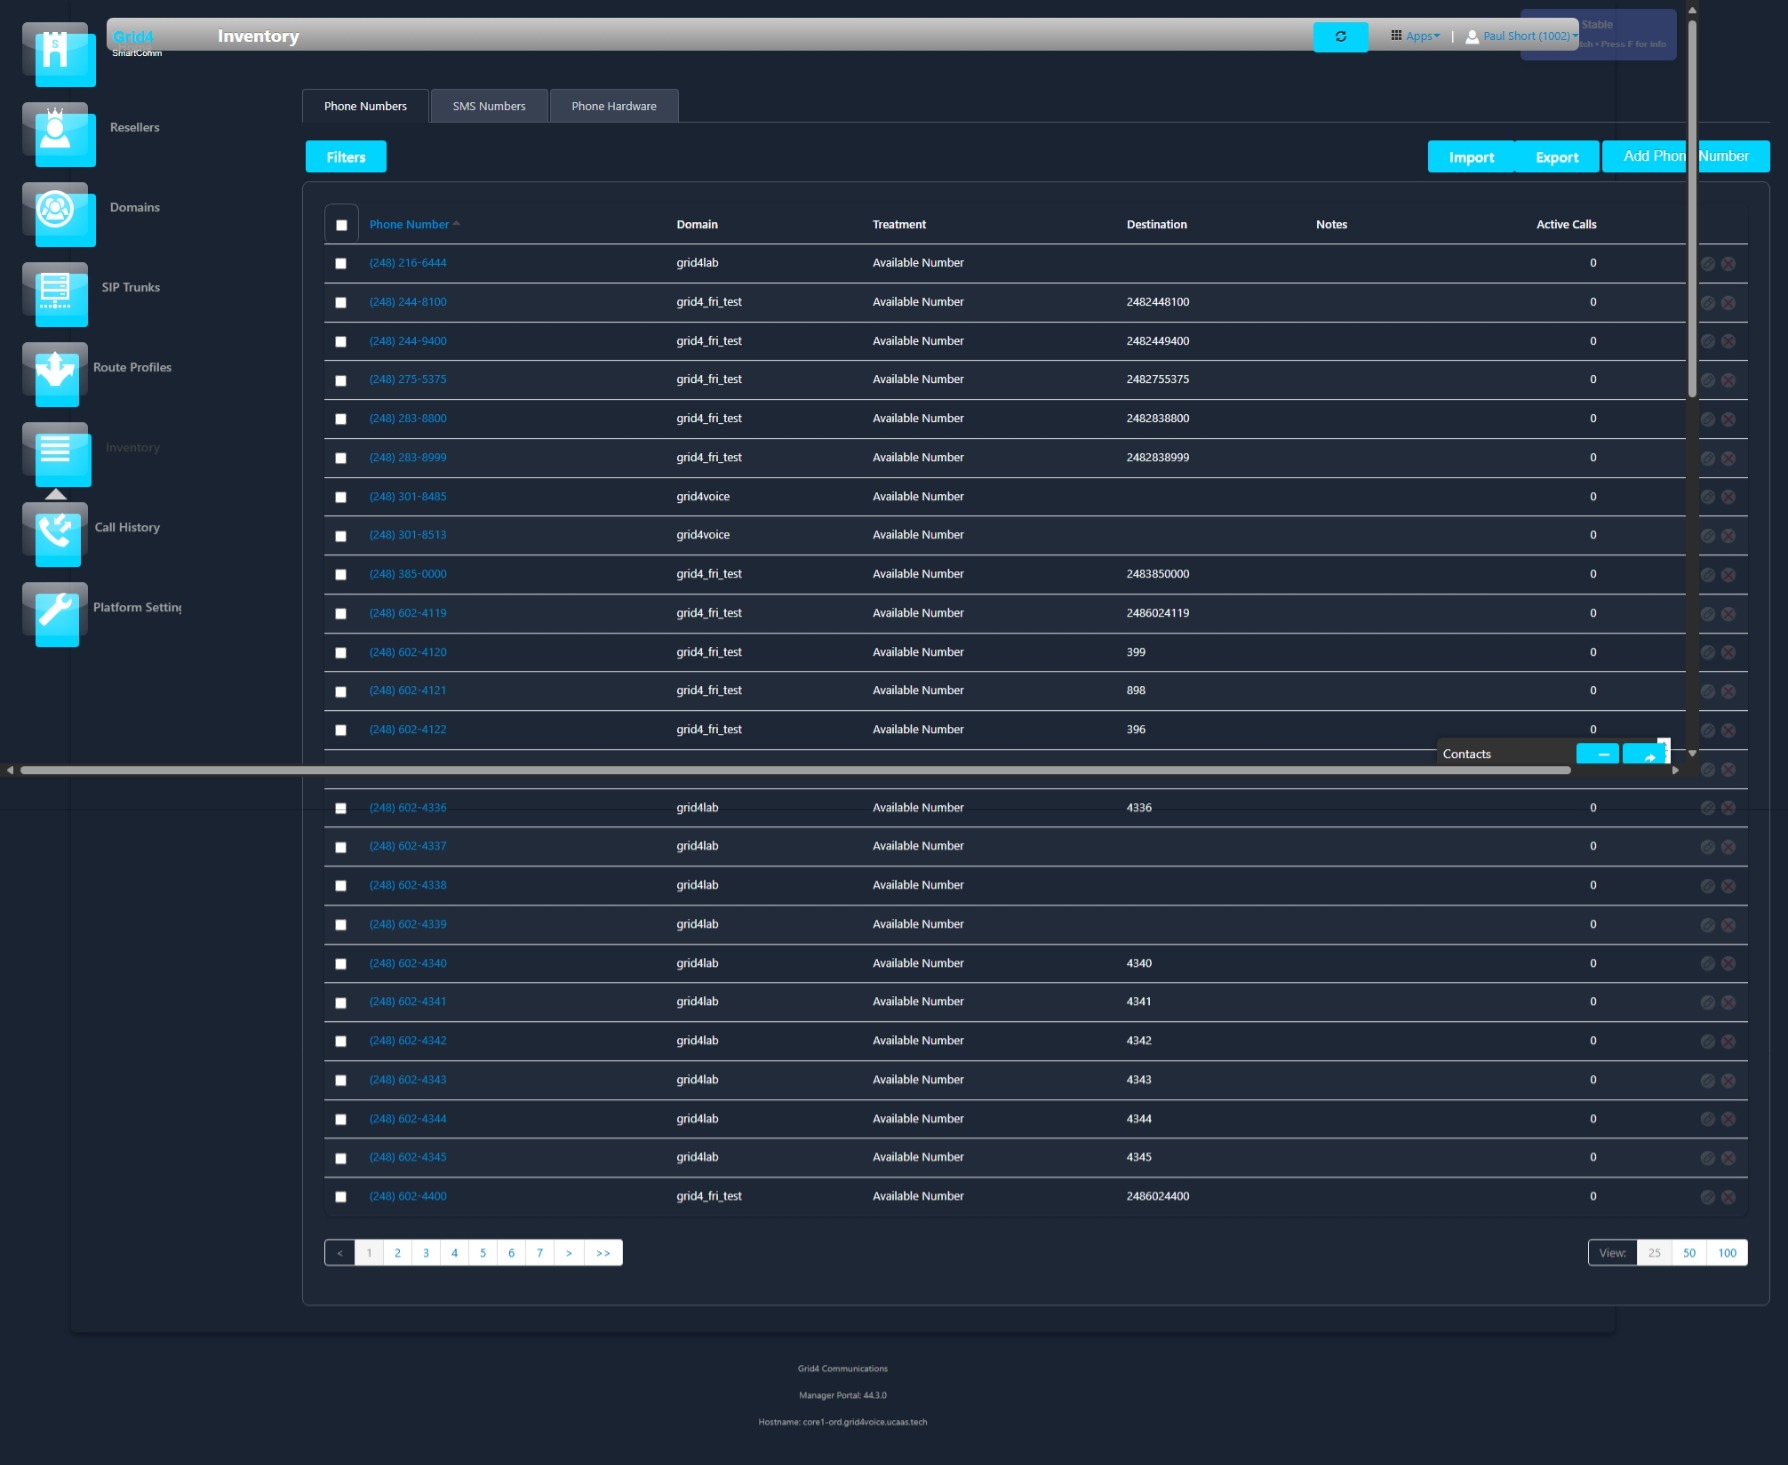 Grid4
SmartComm
Inventory
Apps
Paul Short (1002)
Stable
Press F for info
Resellers
Domains
SIP Trunks
Route Profiles
Inventory
Call History
Platform Setting
Phone Numbers
SMS Numbers
Phone Hardware
Filters
Import
Export
Add Phon Number
Phone Number Domain Treatment Destination Notes Active Calls
(248) 216-6444 grid4lab Available Number 0
(248) 244-8100 grid4_fri_test Available Number 2482448100 0
(248) 244-9400 grid4_fri_test Available Number 2482449400 0
(248) 275-5375 grid4_fri_test Available Number 2482755375 0
(248) 283-8800 grid4_fri_test Available Number 2482838800 0
(248) 283-8999 grid4_fri_test Available Number 2482838999 0
(248) 301-8485 grid4voice Available Number 0
(248) 301-8513 grid4voice Available Number 0
(248) 385-0000 grid4_fri_test Available Number 2483850000 0
(248) 602-4119 grid4_fri_test Available Number 2486024119 0
(248) 602-4120 grid4_fri_test Available Number 399 0
(248) 602-4121 grid4_fri_test Available Number 898 0
(248) 602-4122 grid4_fri_test Available Number 396 0
Contacts
(248) 602-4336 grid4lab Available Number 4336 0
(248) 602-4337 grid4lab Available Number 0
(248) 602-4338 grid4lab Available Number 0
(248) 602-4339 grid4lab Available Number 0
(248) 602-4340 grid4lab Available Number 4340 0
(248) 602-4341 grid4lab Available Number 4341 0
(248) 602-4342 grid4lab Available Number 4342 0
(248) 602-4343 grid4lab Available Number 4343 0
(248) 602-4344 grid4lab Available Number 4344 0
(248) 602-4345 grid4lab Available Number 4345 0
(248) 602-4400 grid4_fri_test Available Number 2486024400 0
< 1 2 3 4 5 6 7 > >>
View: 25 50 100
Grid4 Communications
Manager Portal: 44.3.0
Hostname: core1-ord.grid4voice.ucaas.tech